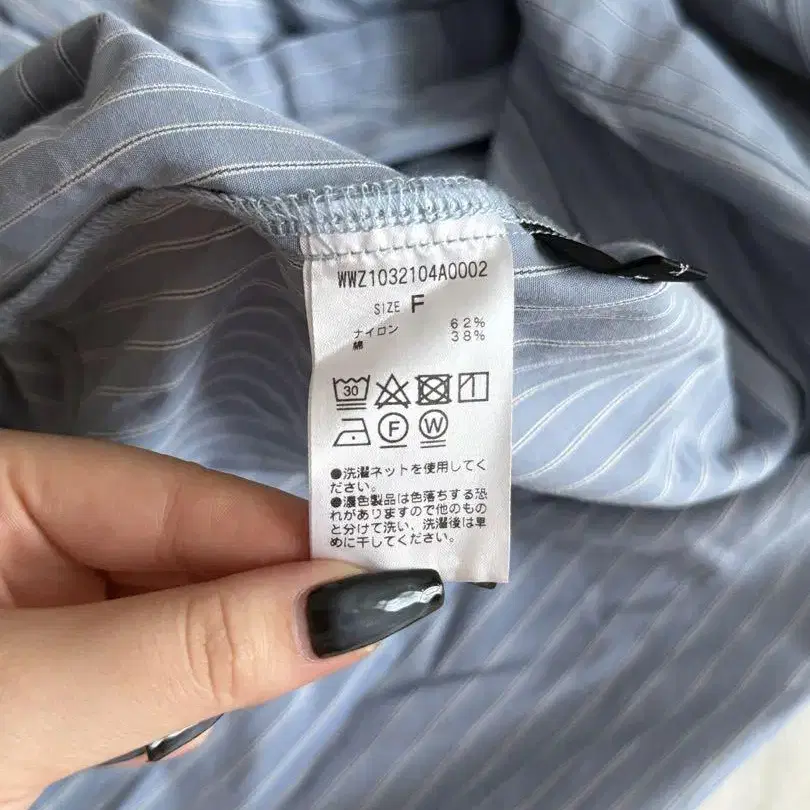 WWZ1032104A0002
SIZE F
ナイロン 62%
綿 38%
30
F W
●洗濯ネットを使用してく
ださい。
●濃色製品は色落ちする恐
れがありますので他のもの
と分けて洗い、洗濯後は早
めに干してください。